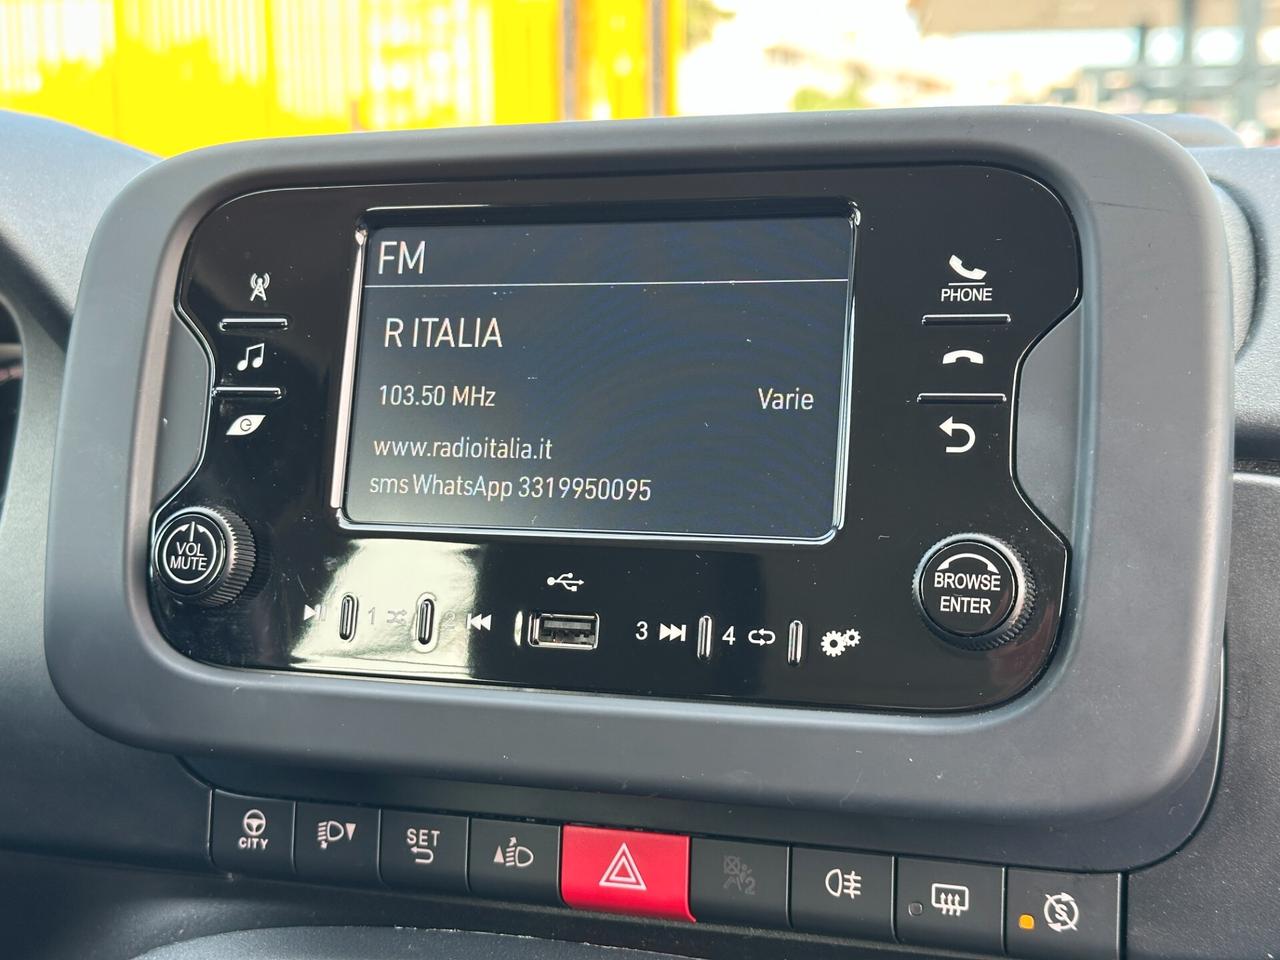 FM
R ITALIA
103.50 MHz Varie
www.radioitalia.it
sms WhatsApp 3319950095
PHONE
VOL
MUTE
BROWSE
ENTER
1 2 3 4
CITY
SET
2